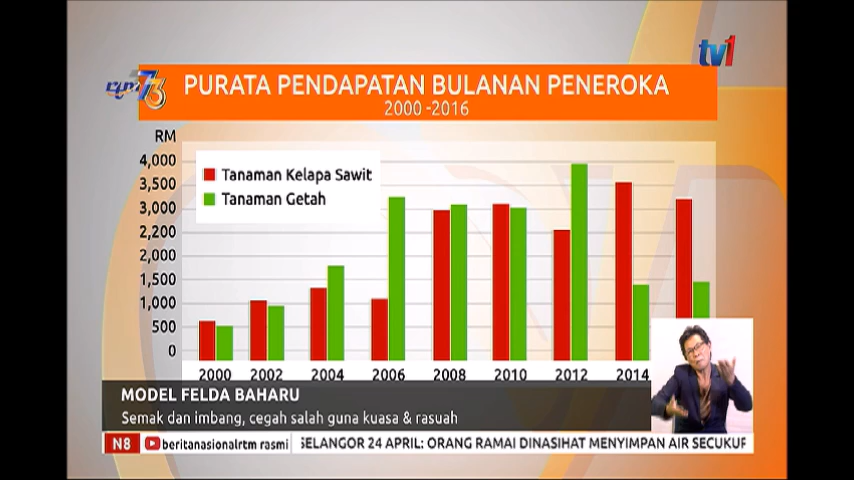 tv1
73
PURATA PENDAPATAN BULANAN PENEROKA
2000 -2016
RM
4,000
3,500
3,000
2,200
2,000
1,500
1,000
500
0
Tanaman Kelapa Sawit
Tanaman Getah
2000 2002 2004 2006 2008 2010 2012 2014
MODEL FELDA BAHARU
Semak dan imbang, cegah salah guna kuasa & rasuah
N8 beritanasionalrtm rasmi SELANGOR 24 APRIL: ORANG RAMAI DINASIHAT MENYIMPAN AIR SECUKUP